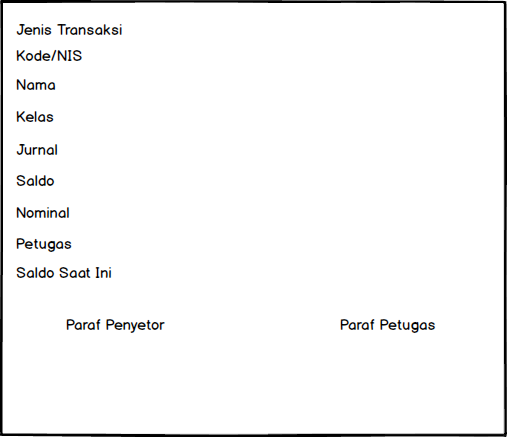 Jenis Transaksi
Kode/NIS
Nama
Kelas
Jurnal
Saldo
Nominal
Petugas
Saldo Saat Ini
Paraf Penyetor Paraf Petugas